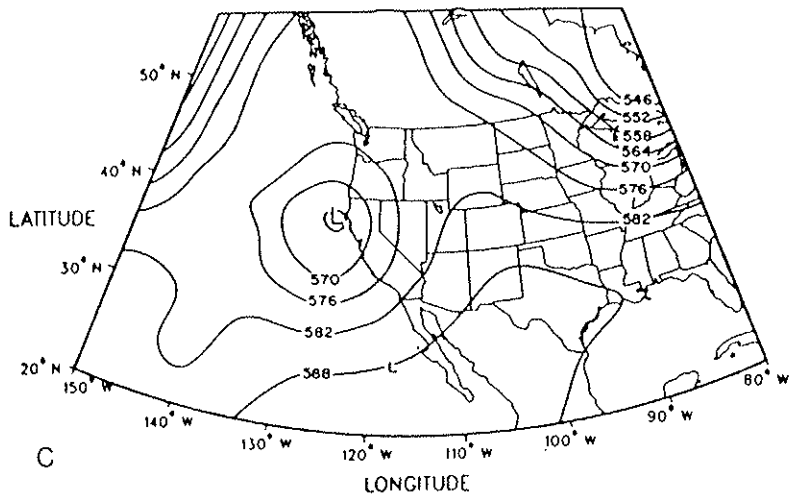 50° N
40° N
LATITUDE
30° N
20° N
150° W
140° W
130° W
120° W
110° W
100° W
90° W
80° W
LONGITUDE
C
L
570
576
582
588
L
546
552
558
L
564
570
576
L
582